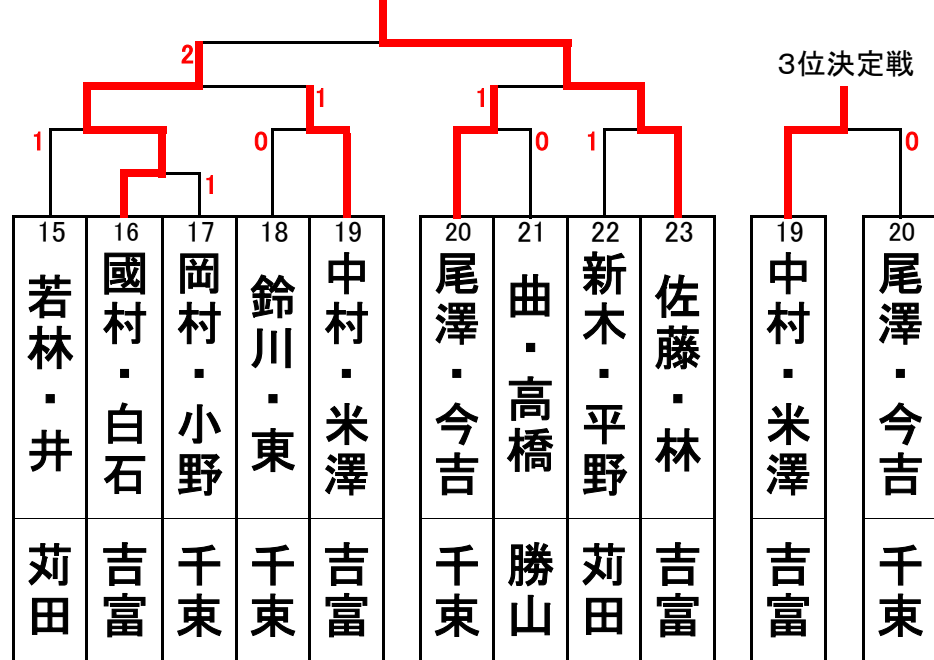 2
３位決定戦
1
1
1
0
0
1
0
1
15
16
17
18
19
20
21
22
23
19
20
若林・井
國村・白石
岡村・小野
鈴川・東
中村・米澤
尾澤・今吉
曲・高橋
新木・平野
佐藤・林
中村・米澤
尾澤・今吉
苅田
吉富
千東
千東
吉富
千東
勝山
苅田
吉富
吉富
千東